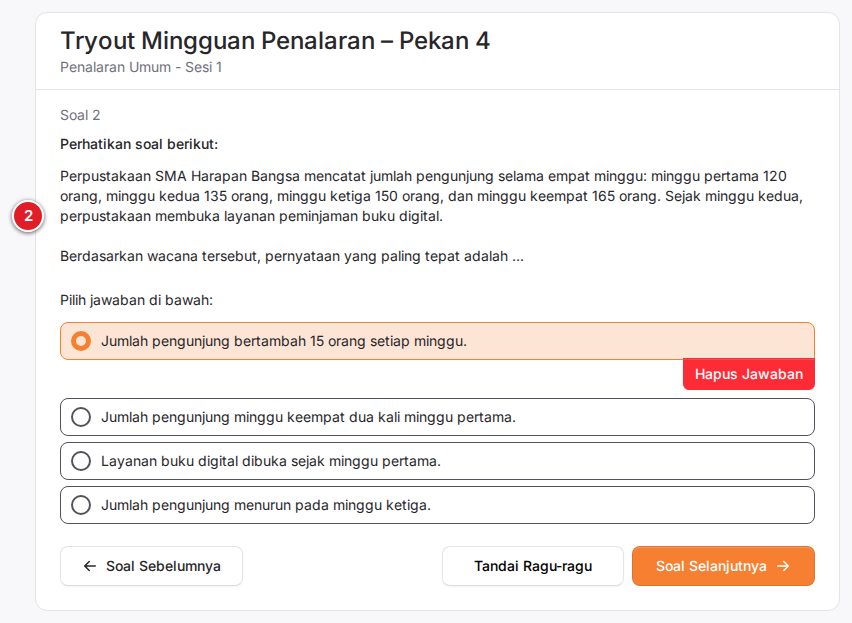 Tryout Mingguan Penalaran – Pekan 4
Penalaran Umum - Sesi 1
Soal 2
Perhatikan soal berikut:
Perpustakaan SMA Harapan Bangsa mencatat jumlah pengunjung selama empat minggu: minggu pertama 120
orang, minggu kedua 135 orang, minggu ketiga 150 orang, dan minggu keempat 165 orang. Sejak minggu kedua,
2
perpustakaan membuka layanan peminjaman buku digital.
Berdasarkan wacana tersebut, pernyataan yang paling tepat adalah ...
Pilih jawaban di bawah:
Jumlah pengunjung bertambah 15 orang setiap minggu.
Hapus Jawaban
Jumlah pengunjung minggu keempat dua kali minggu pertama.
Layanan buku digital dibuka sejak minggu pertama.
Jumlah pengunjung menurun pada minggu ketiga.
← Soal Sebelumnya
Tandai Ragu-ragu
Soal Selanjutnya →